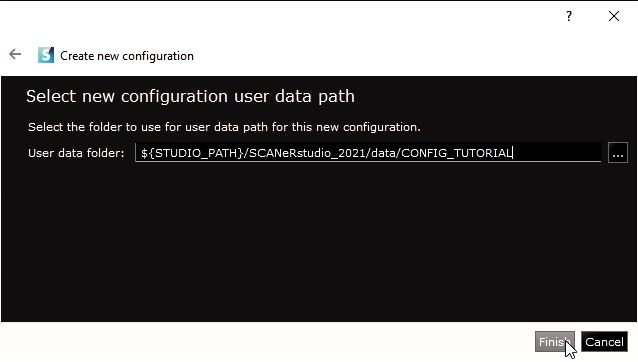 ?
Create new configuration
Select new configuration user data path
Select the folder to use for user data path for this new configuration.
User data folder: ${STUDIO_PATH}/SCANeRstudio_2021/data/CONFIG_TUTORIAL ...
Finish Cancel